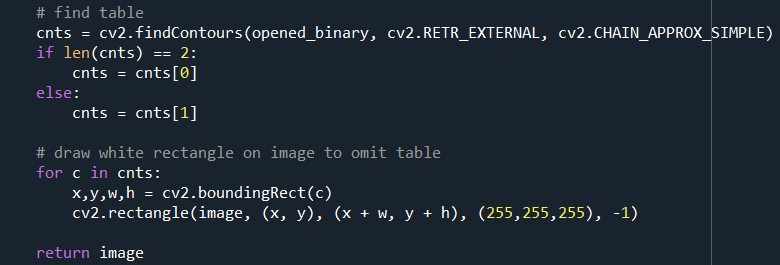 # find table
cnts = cv2.findContours(opened_binary, cv2.RETR_EXTERNAL, cv2.CHAIN_APPROX_SIMPLE)
if len(cnts) == 2:
    cnts = cnts[0]
else:
    cnts = cnts[1]

# draw white rectangle on image to omit table
for c in cnts:
    x,y,w,h = cv2.boundingRect(c)
    cv2.rectangle(image, (x, y), (x + w, y + h), (255,255,255), -1)

return image